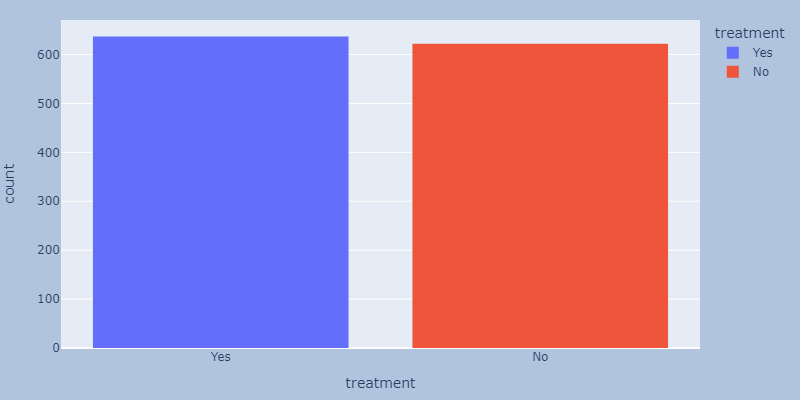 600
500
400
300
200
100
0
count
Yes
No
treatment
treatment
Yes
No